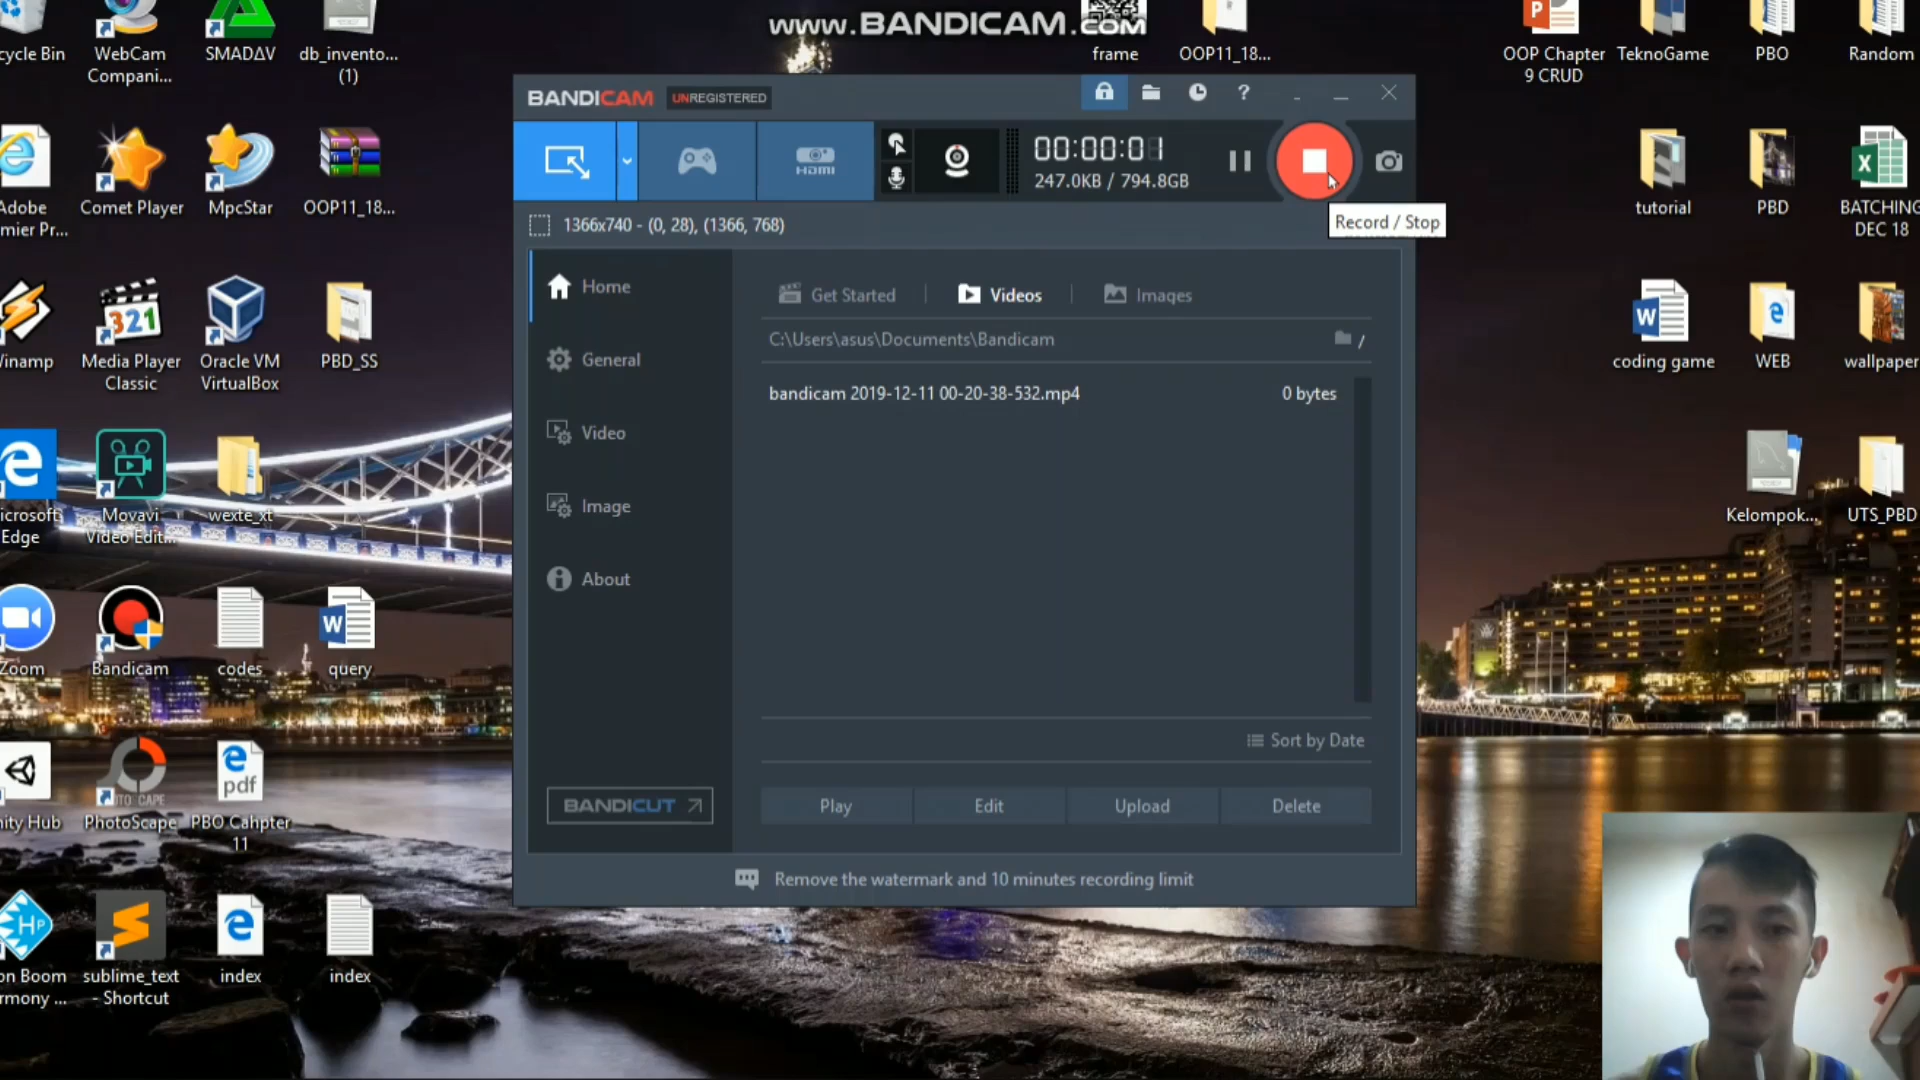 www.BANDICAM.com
cycle Bin
WebCam
Compani...
SMADΔV
db_invento...
(1)
frame
OOP11_18...
OOP Chapter
9 CRUD
TeknoGame
PBO
Random
BANDICAM UNREGISTERED
HDMI
00:00:01
247.0KB / 794.8GB
Record / Stop
1366x740 - (0, 28), (1366, 768)
Home
General
Video
Image
About
BANDICUT
Get Started
Videos
Images
C:\Users\asus\Documents\Bandicam
/
bandicam 2019-12-11 00-20-38-532.mp4
0 bytes
Sort by Date
Play
Edit
Upload
Delete
Remove the watermark and 10 minutes recording limit
Adobe
mier Pr...
Comet Player
MpcStar
OOP11_18...
tutorial
PBD
BATCHING
DEC 18
Winamp
321
Media Player
Classic
Oracle VM
VirtualBox
PBD_SS
coding game
WEB
wallpaper
icrosoft
Edge
Movavi
Video Edit...
wexte_xt
Kelompok...
UTS_PBD
Zoom
Bandicam
codes
query
ity Hub
PhotoScape
pdf
PBO Cahpter
11
on Boom
rmony ...
sublime_text
- Shortcut
index
index